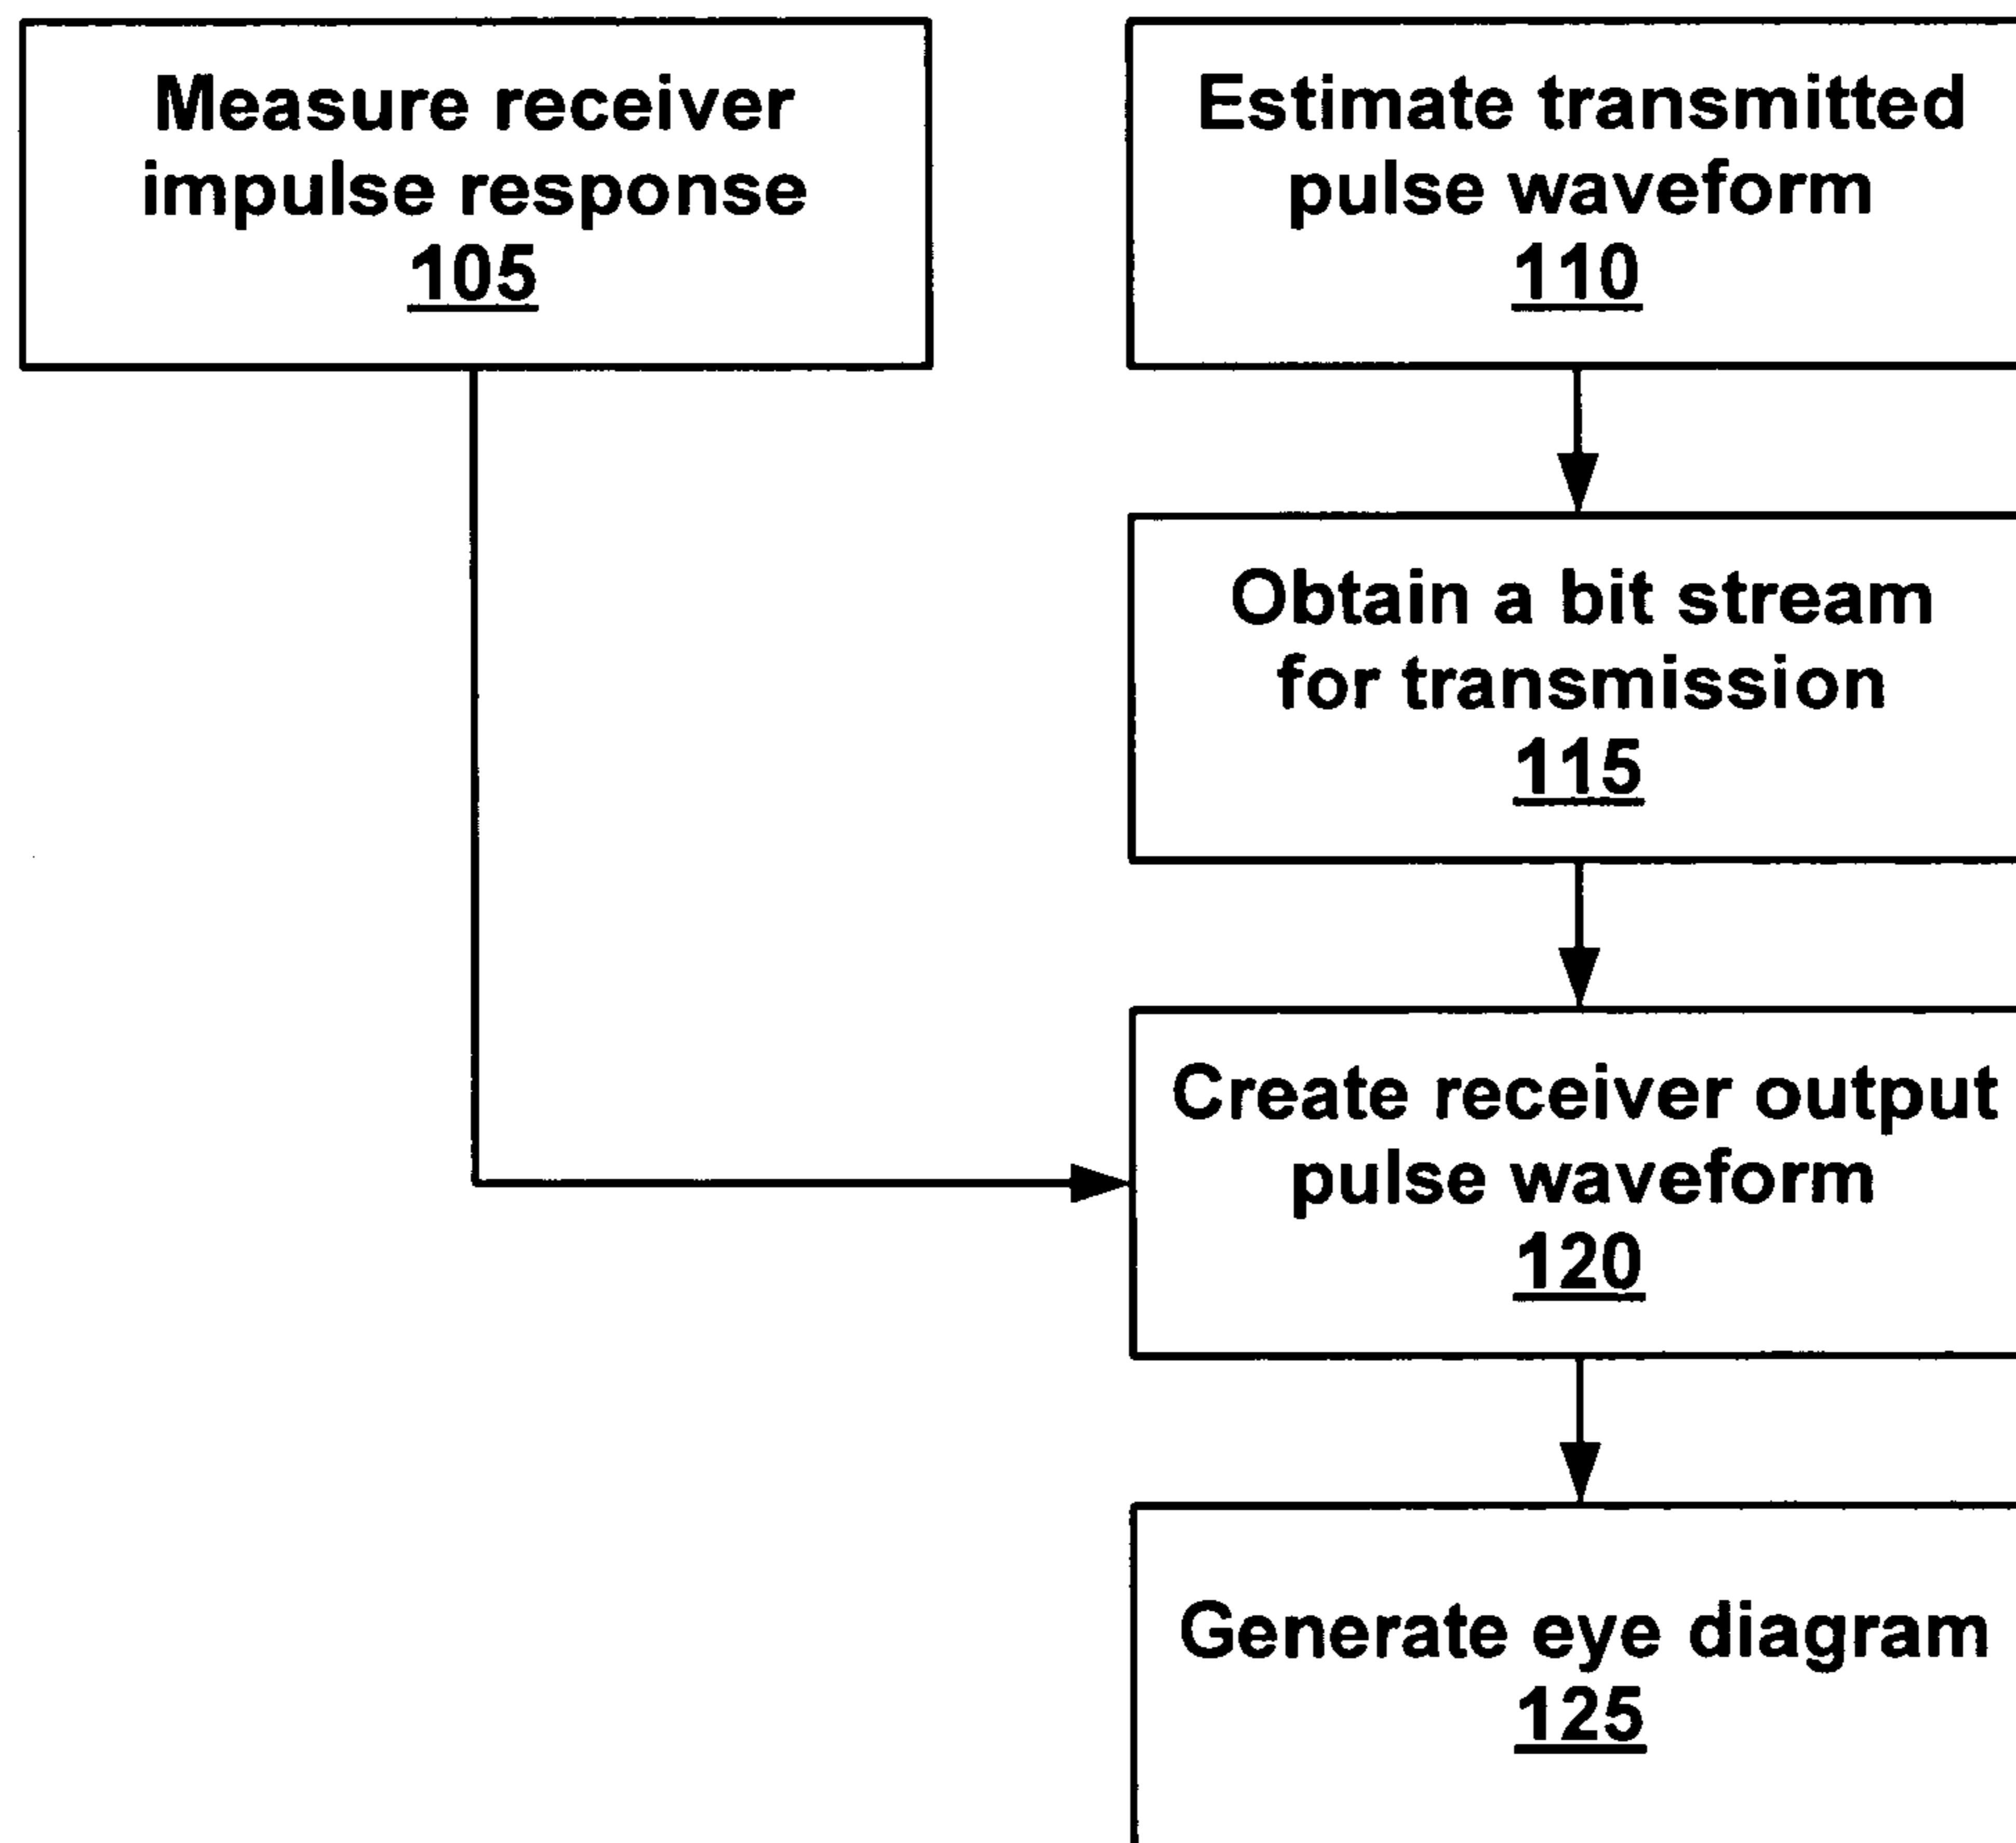 Measure receiver
impulse response
105
Estimate transmitted
pulse waveform
110
Obtain a bit stream
for transmission
115
Create receiver output
pulse waveform
120
Generate eye diagram
125